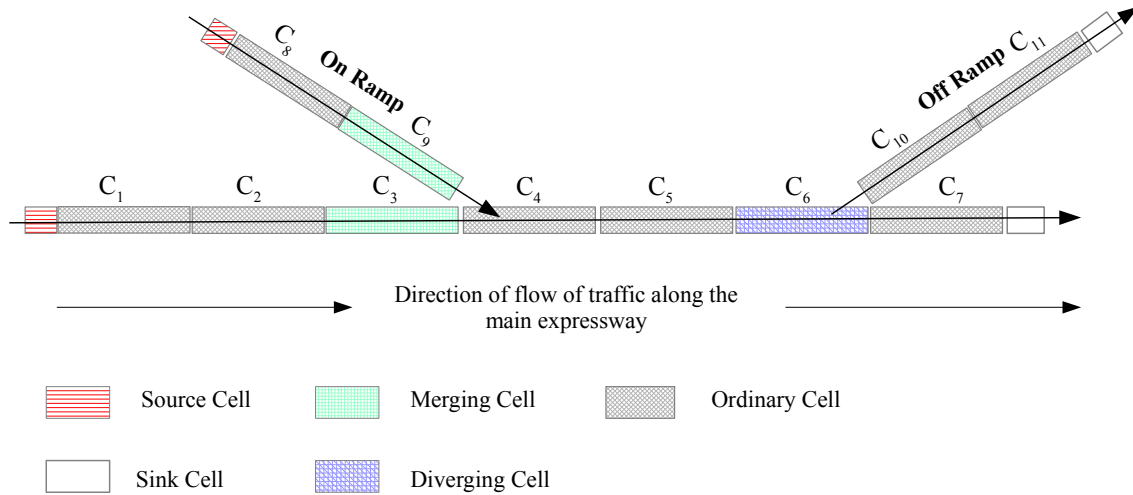 C8
On Ramp
C9
C11
Off Ramp
C10
C1
C2
C3
C4
C5
C6
C7
Direction of flow of traffic along the
main expressway
Source Cell
Merging Cell
Ordinary Cell
Sink Cell
Diverging Cell